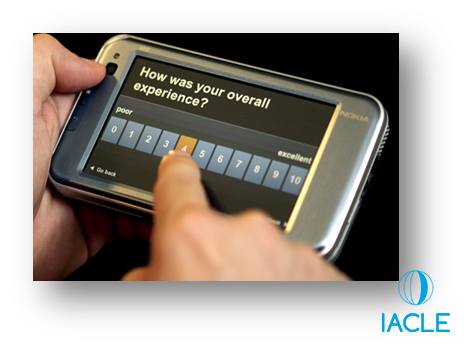 NOKIA
How was your overall
experience?
poor
excellent
0 1 2 3 4 5 6 7 8 9 10
Go back
IACLE